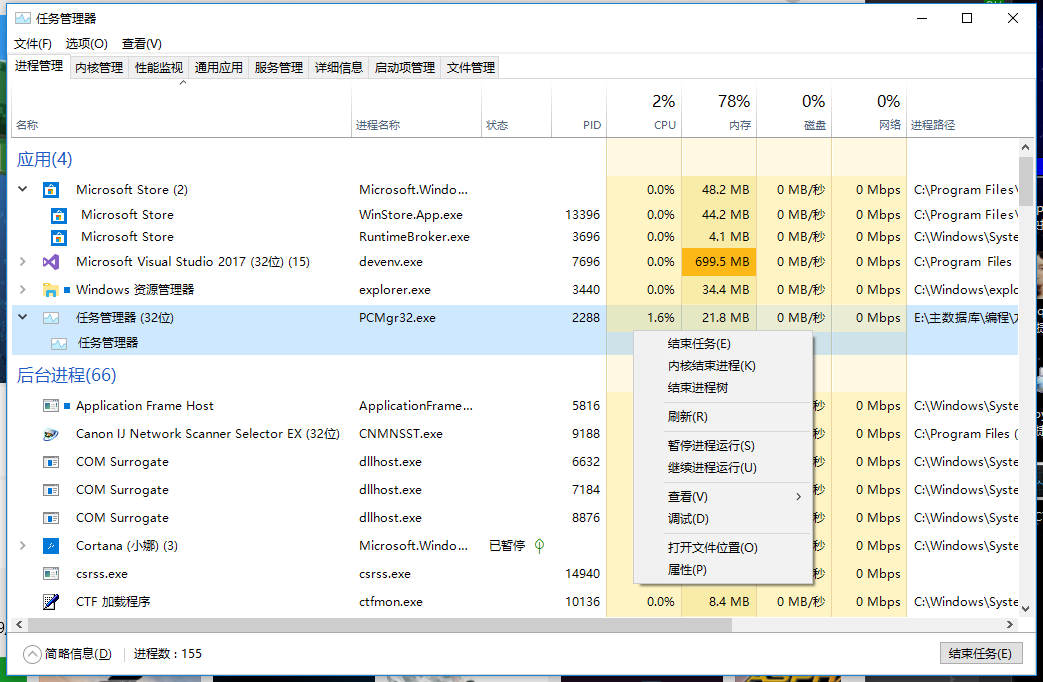 任务管理器
文件(F) 选项(O) 查看(V)
进程管理 内核管理 性能监视 通用应用 服务管理 详细信息 启动项管理 文件管理
2% 78% 0% 0%
名称 进程名称 状态 PID CPU 内存 磁盘 网络 进程路径
应用(4)
Microsoft Store (2) Microsoft.Windo... 0.0% 48.2 MB 0 MB/秒 0 Mbps C:\Program Files\
Microsoft Store WinStore.App.exe 13396 0.0% 44.2 MB 0 MB/秒 0 Mbps C:\Program Files\
Microsoft Store RuntimeBroker.exe 3696 0.0% 4.1 MB 0 MB/秒 0 Mbps C:\Windows\Syste
Microsoft Visual Studio 2017 (32位) (15) devenv.exe 7696 0.0% 699.5 MB 0 MB/秒 0 Mbps C:\Program Files
Windows 资源管理器 explorer.exe 3440 0.0% 34.4 MB 0 MB/秒 0 Mbps C:\Windows\explo
任务管理器 (32位) PCMgr32.exe 2288 1.6% 21.8 MB 0 MB/秒 0 Mbps E:\主数据库\编程\
任务管理器
结束任务(E)
内核结束进程(K)
结束进程树
刷新(R)
暂停进程运行(S)
继续进程运行(U)
查看(V)
调试(D)
打开文件位置(O)
属性(P)
后台进程(66)
Application Frame Host ApplicationFrame... 5816 秒 0 Mbps C:\Windows\Syste
Canon IJ Network Scanner Selector EX (32位) CNMNSST.exe 9188 秒 0 Mbps C:\Program Files (
COM Surrogate dllhost.exe 6632 秒 0 Mbps C:\Windows\Syste
COM Surrogate dllhost.exe 7184 秒 0 Mbps C:\Windows\Syste
COM Surrogate dllhost.exe 8876 秒 0 Mbps C:\Windows\Syste
Cortana (小娜) (3) Microsoft.Windo... 已暂停 秒 0 Mbps C:\Windows\Syste
csrss.exe csrss.exe 14940 秒 0 Mbps C:\Windows\Syste
CTF 加载程序 ctfmon.exe 10136 0.0% 8.4 MB 0 MB/秒 0 Mbps C:\Windows\Syste
简略信息(D) 进程数 : 155 结束任务(E)